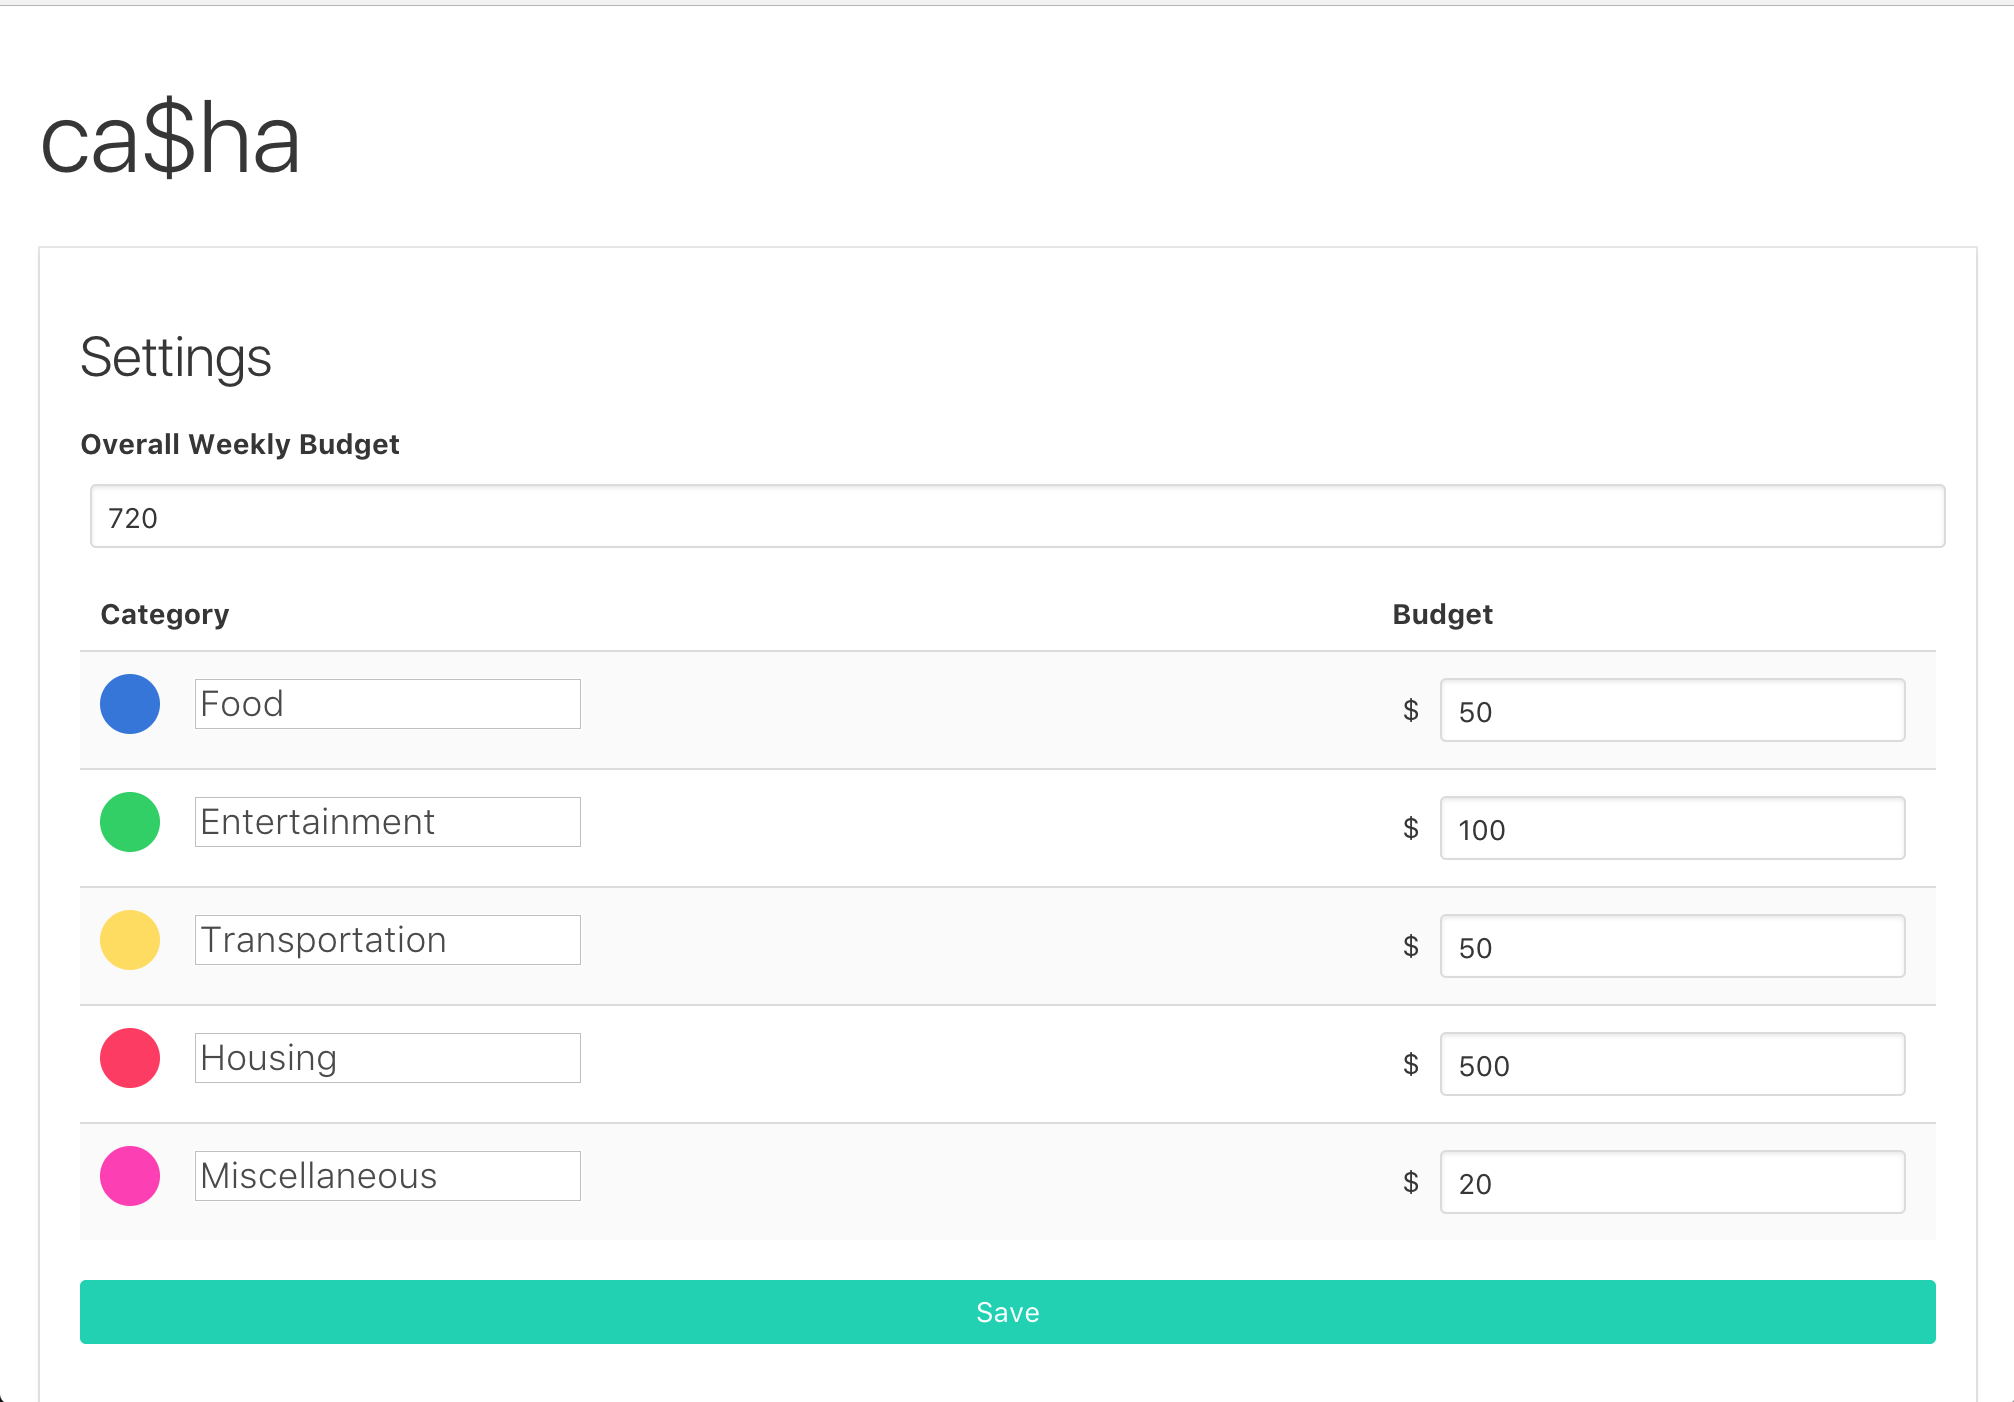 ca$ha
Settings
Overall Weekly Budget
720
Category Budget
Food $ 50
Entertainment $ 100
Transportation $ 50
Housing $ 500
Miscellaneous $ 20
Save